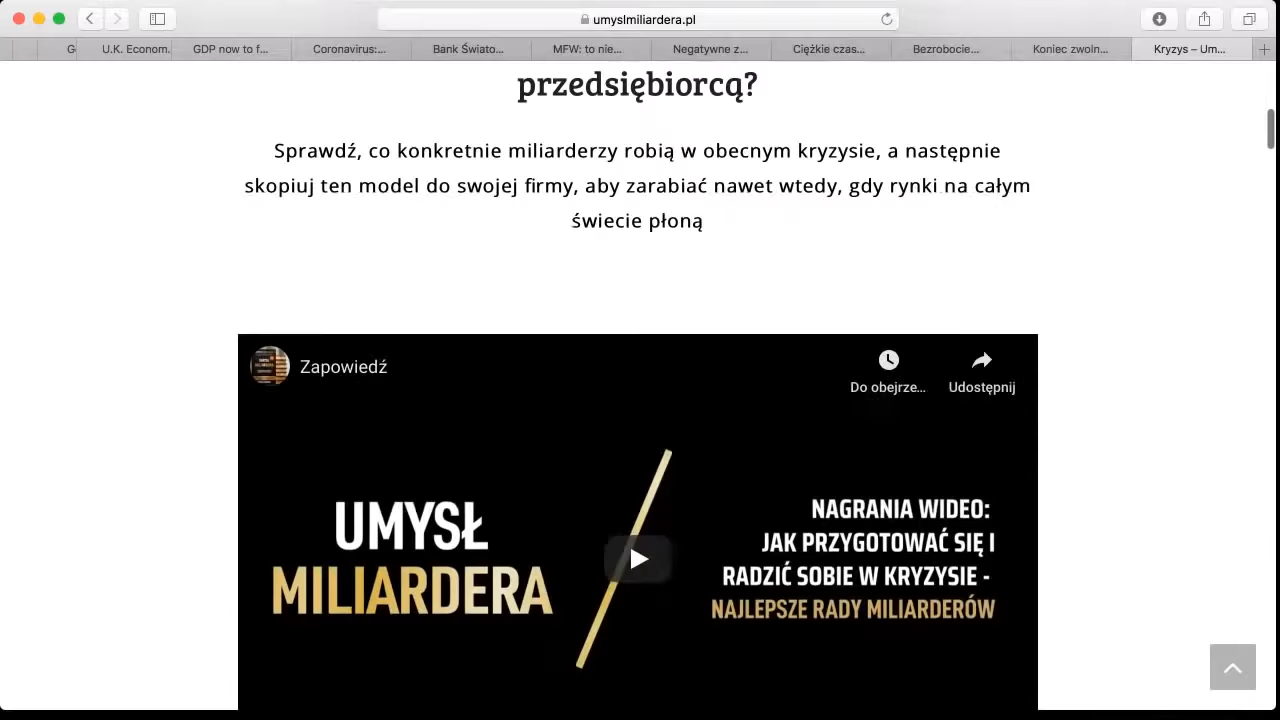 umyslmiliardera.pl
G
U.K. Econom.
GDP now to f...
Coronavirus:...
Bank Świato...
MFW: to nie...
Negatywne z...
Ciężkie czas...
Bezrobocie...
Koniec zwoln...
Kryzys – Um...
przedsiębiorcą?
Sprawdź, co konkretnie miliarderzy robią w obecnym kryzysie, a następnie
skopiuj ten model do swojej firmy, aby zarabiać nawet wtedy, gdy rynki na całym
świecie płoną
Zapowiedź
Do obejrze...
Udostępnij
UMYSŁ
MILIARDERA
NAGRANIA WIDEO:
JAK PRZYGOTOWAĆ SIĘ I
RADZIĆ SOBIE W KRYZYSIE -
NAJLEPSZE RADY MILIARDERÓW